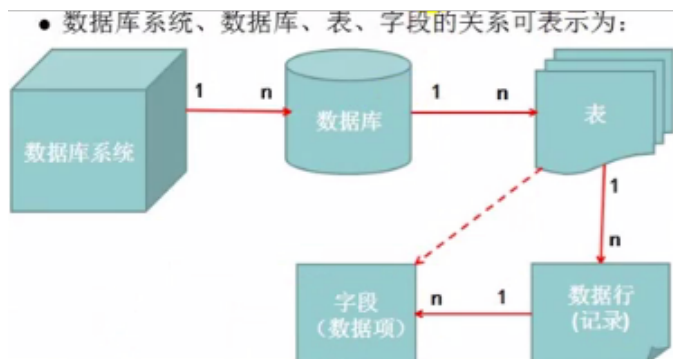 • 数据库系统、数据库、表、字段的关系可表示为:
数据库系统
1
n
数据库
1
n
表
1
n
字段
(数据项)
n
1
数据行
(记录)